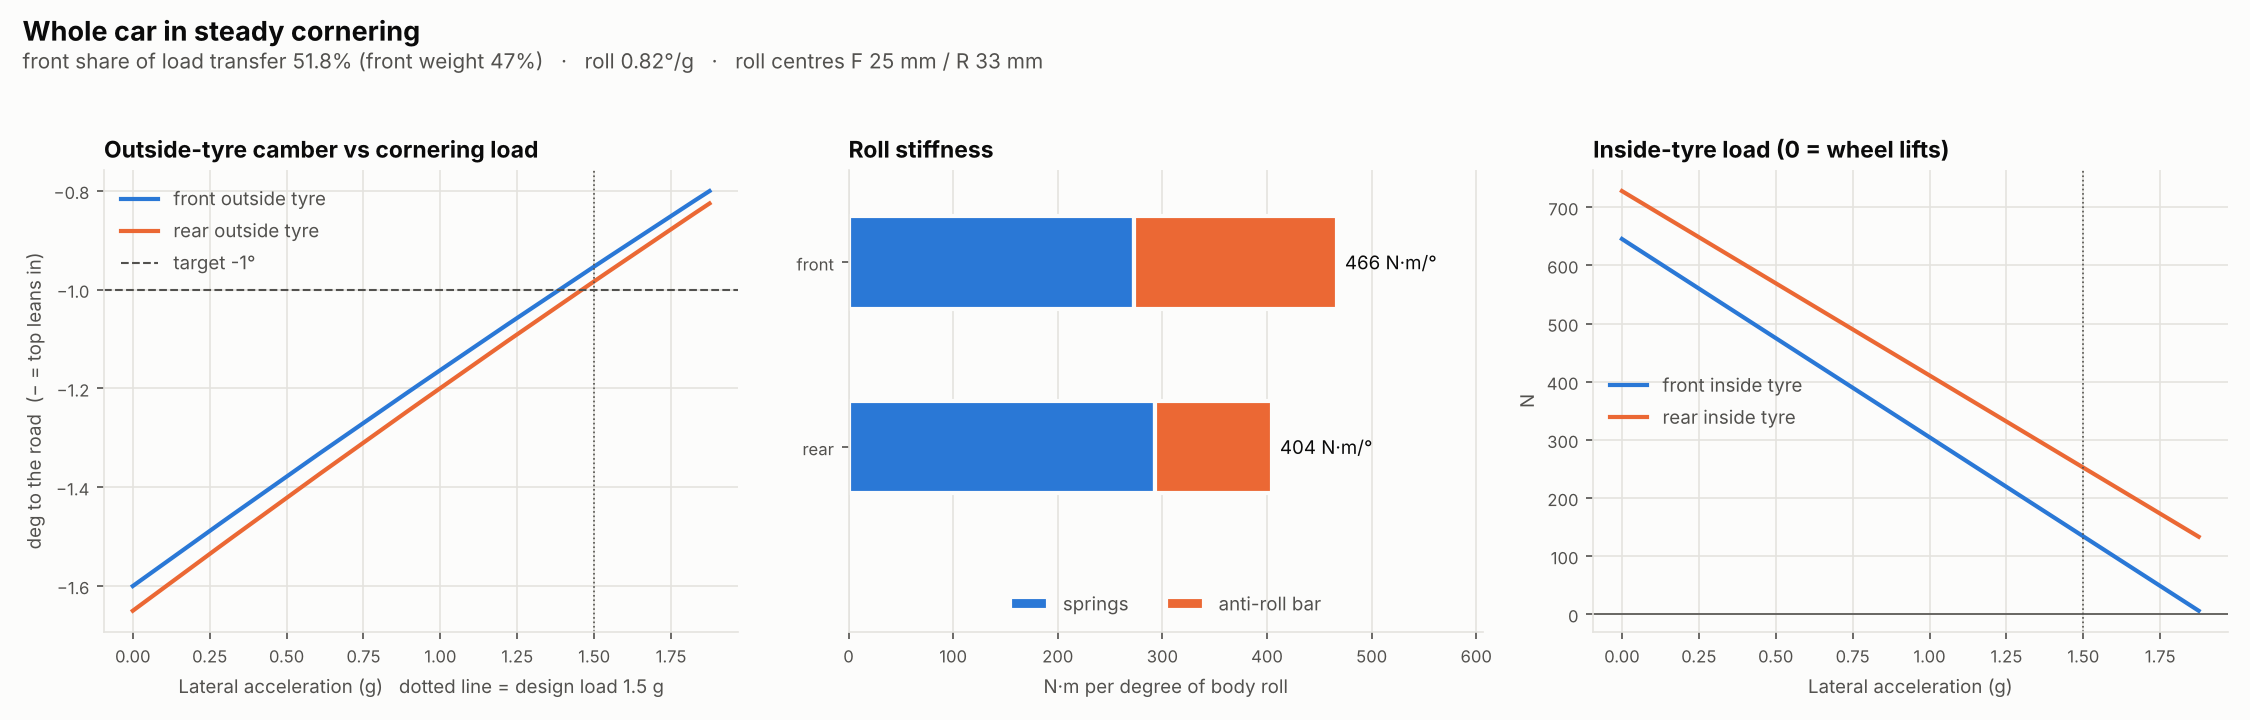 Whole car in steady cornering
front share of load transfer 51.8% (front weight 47%)   ·   roll 0.82°/g   ·   roll centres F 25 mm / R 33 mm
Outside-tyre camber vs cornering load
deg to the road  (− = top leans in)
−0.8
−1.0
−1.2
−1.4
−1.6
front outside tyre
rear outside tyre
target -1°
0.00 0.25 0.50 0.75 1.00 1.25 1.50 1.75
Lateral acceleration (g)   dotted line = design load 1.5 g
Roll stiffness
front
466 N·m/°
rear
404 N·m/°
springs
anti-roll bar
0 100 200 300 400 500 600
N·m per degree of body roll
Inside-tyre load (0 = wheel lifts)
N
700
600
500
400
300
200
100
0
front inside tyre
rear inside tyre
0.00 0.25 0.50 0.75 1.00 1.25 1.50 1.75
Lateral acceleration (g)